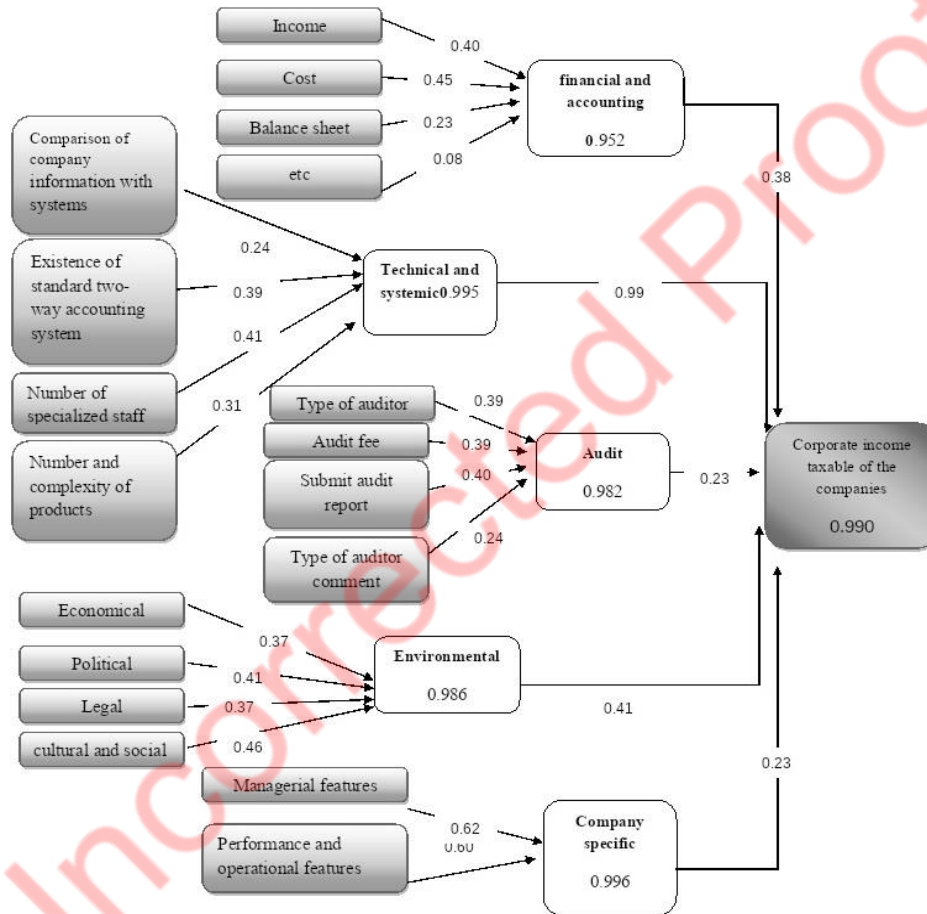 Income
0.40
Cost
0.45
Balance sheet
0.23
etc
0.08
financial and
accounting
0.952
0.38
Comparison of
company
information with
systems
0.24
Existence of
standard two-
way accounting
system
0.39
Number of
specialized staff
0.41
Number and
complexity of
products
0.31
Technical and
systemic0.995
0.99
Type of auditor
0.39
Audit fee
0.39
Submit audit
report
0.40
Type of auditor
comment
0.24
Audit
0.982
0.23
Corporate income
taxable of the
companies
0.990
Economical
0.37
Political
0.41
Legal
0.37
cultural and social
0.46
Environmental
0.986
0.41
Managerial features
0.62
Performance and
operational features
0.60
Company
specific
0.996
0.23
Incorrected Proof